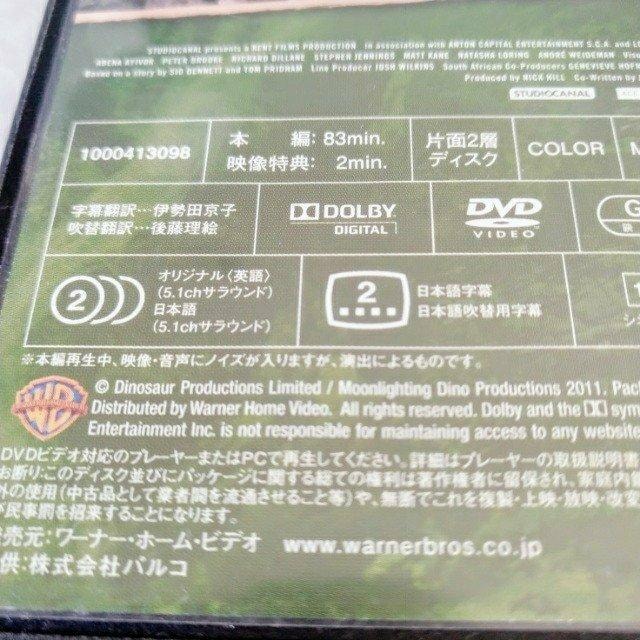 STUDIOCANAL presents a KENT FILMS PRODUCTION, in association with ANTON CAPITAL ENTERTAINMENT S.C.A. and
PETER BROOKE RICHARD DILLANE STEPHEN JENNINGS MATT KANE NATASHA LORING ANDRÉ WEIDEMAN
Based on a story by SID BENNETT and TOM PRIDHAM Line Producer JOSH WILKINS South African Co Producers GENEVIEVE
Produced by NICK HILL Co-Written by
STUDIOCANAL
1000413098
本 編: 83min.
映像特典: 2min.
片面2層
ディスク
COLOR
字幕翻訳…伊勢田京子
吹替翻訳…後藤理絵
DOLBY
DIGITAL
DVD
VIDEO
G
2
オリジナル〈英語〉
(5.1chサラウンド)
日本語
(5.1chサラウンド)
2
日本語字幕
日本語吹替用字幕
※本編再生中、映像・音声にノイズが入りますが、演出によるものです。
WB
© Dinosaur Productions Limited / Moonlighting Dino Productions 2011.
Distributed by Warner Home Video. All rights reserved. Dolby and the
Entertainment Inc. is not responsible for maintaining access to any website
DVDビデオ対応のプレーヤーまたはPCで再生してください。詳細はプレーヤーの取扱説明書
お断り:このディスク並びにパッケージに関する総ての権利は著作権者に留保され、家庭内
外の使用(中古品として業者間を流通させること等)や、無断でこれを複製・上映・放映・改変
民事罰を招来することになります。
売元:ワーナー・ホーム・ビデオ www.warnerbros.co.jp
供:株式会社パルコ